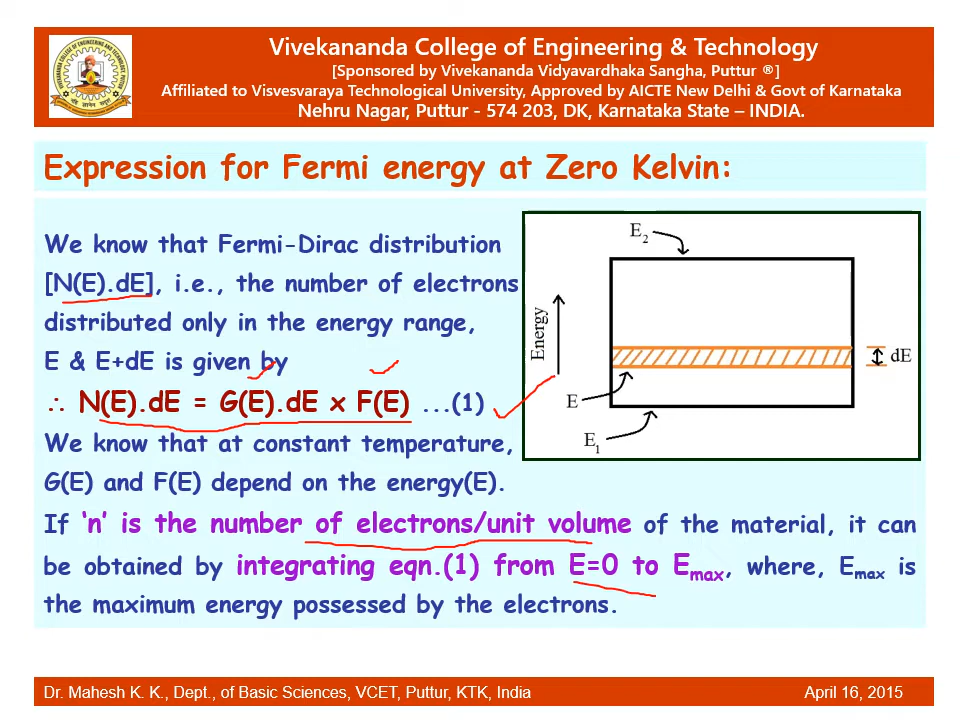 Vivekananda College of Engineering & Technology
[Sponsored by Vivekananda Vidyavardhaka Sangha, Puttur ®]
Affiliated to Visvesvaraya Technological University, Approved by AICTE New Delhi & Govt of Karnataka
Nehru Nagar, Puttur - 574 203, DK, Karnataka State – INDIA.
Expression for Fermi energy at Zero Kelvin:
We know that Fermi-Dirac distribution
[N(E).dE], i.e., the number of electrons
distributed only in the energy range,
E & E+dE is given by
∴ N(E).dE = G(E).dE x F(E) ...(1)
We know that at constant temperature,
G(E) and F(E) depend on the energy(E).
E₂
Energy
dE
E
E₁
If ‘n’ is the number of electrons/unit volume of the material, it can
be obtained by integrating eqn.(1) from E=0 to Eₘₐₓ, where, Eₘₐₓ is
the maximum energy possessed by the electrons.
Dr. Mahesh K. K., Dept., of Basic Sciences, VCET, Puttur, KTK, India
April 16, 2015